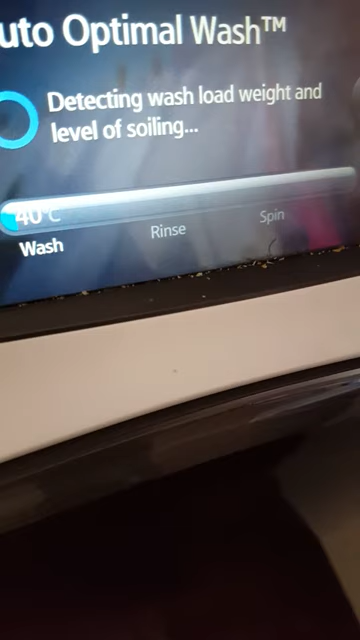 uto Optimal Wash™
Detecting wash load weight and
level of soiling...
40°C
Wash
Rinse
Spin